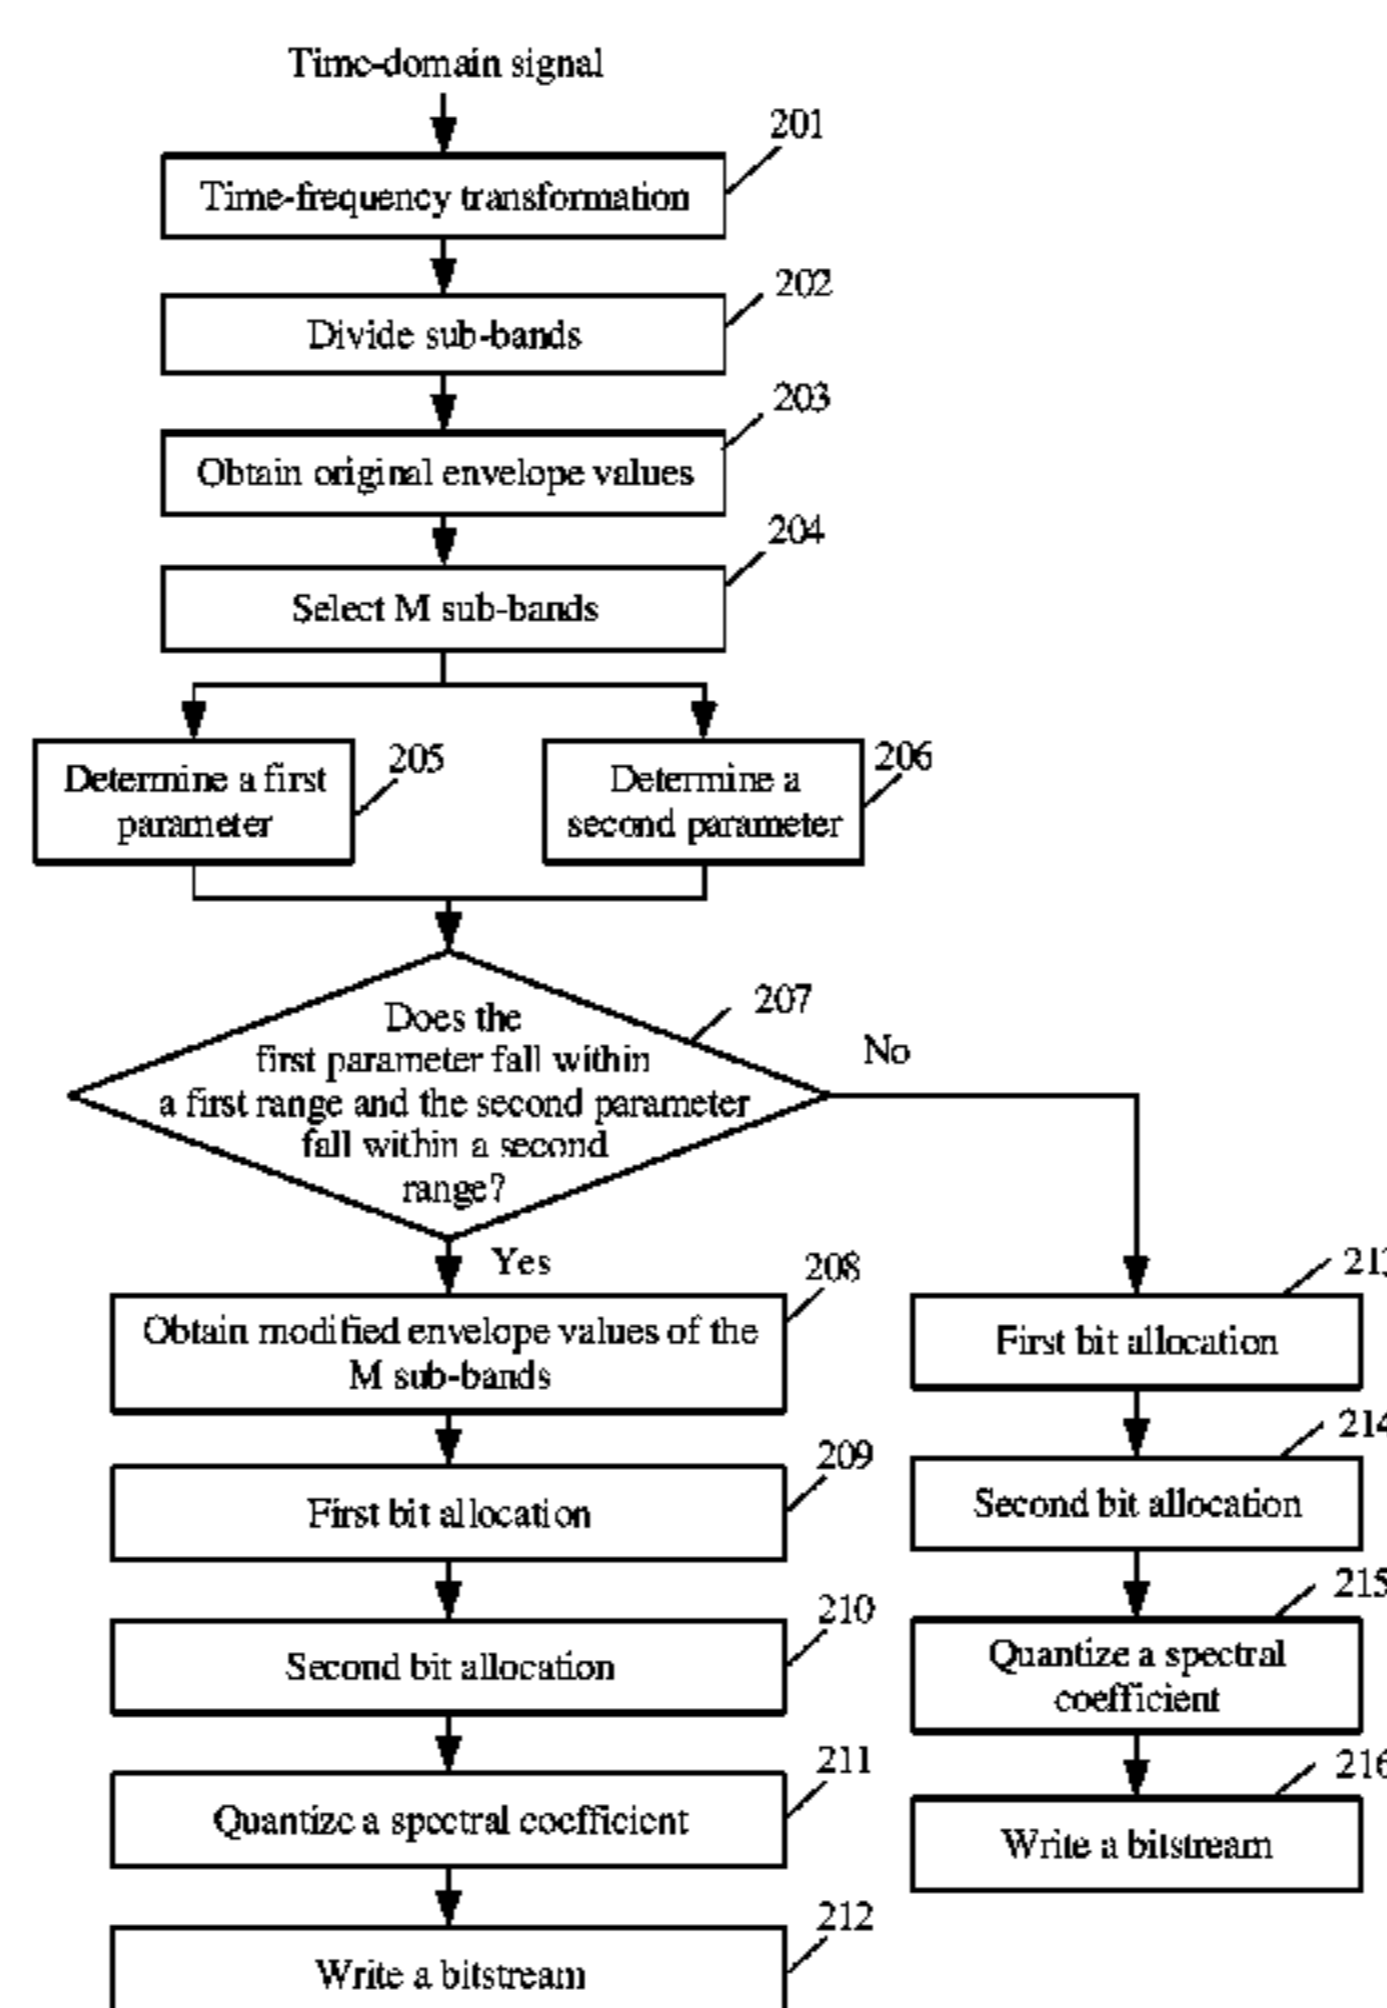 Time-domain signal
201
Time-frequency transformation
202
Divide sub-bands
203
Obtain original envelope values
204
Select M sub-bands
205
Determine a first
parameter
206
Determine a
second parameter
207
Does the
first parameter fall within
a first range and the second parameter
fall within a second
range?
No
Yes
208
Obtain modified envelope values of the
M sub-bands
209
First bit allocation
210
Second bit allocation
211
Quantize a spectral coefficient
212
Write a bitstream
First bit allocation
214
Second bit allocation
215
Quantize a spectral
coefficient
216
Write a bitstream